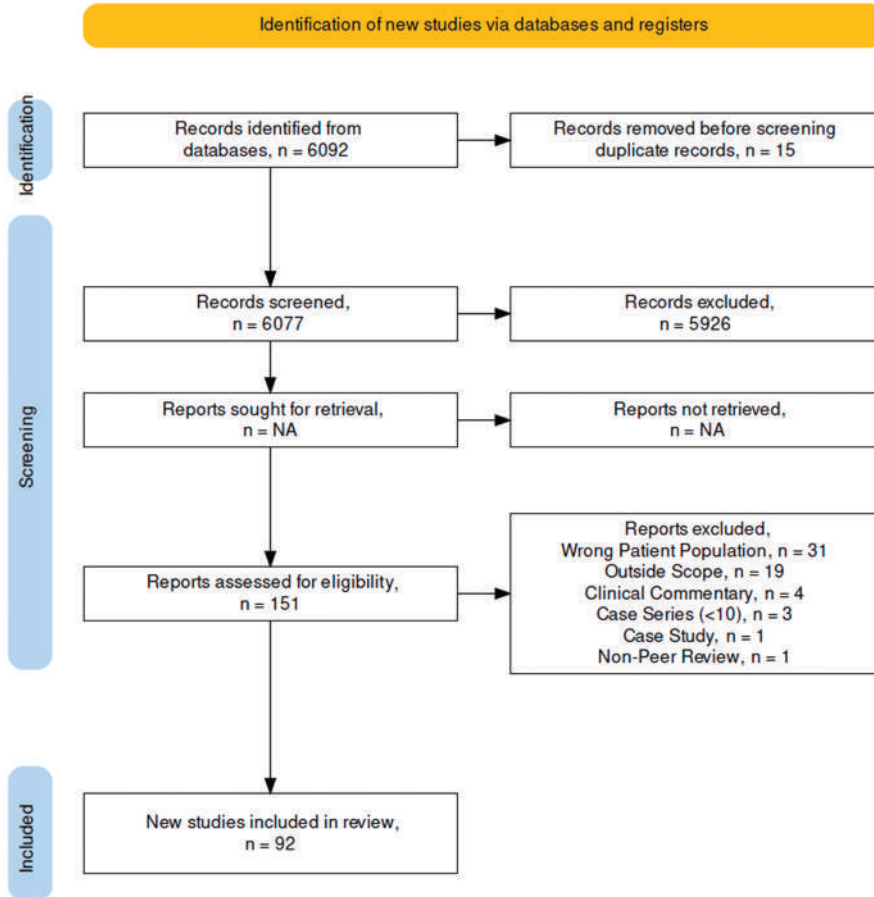 Identification of new studies via databases and registers
Identification
Records identified from
databases, n = 6092
Records removed before screening
duplicate records, n = 15
Screening
Records screened,
n = 6077
Records excluded,
n = 5926
Reports sought for retrieval,
n = NA
Reports not retrieved,
n = NA
Reports assessed for eligibility,
n = 151
Reports excluded,
Wrong Patient Population, n = 31
Outside Scope, n = 19
Clinical Commentary, n = 4
Case Series (<10), n = 3
Case Study, n = 1
Non-Peer Review, n = 1
Included
New studies included in review,
n = 92